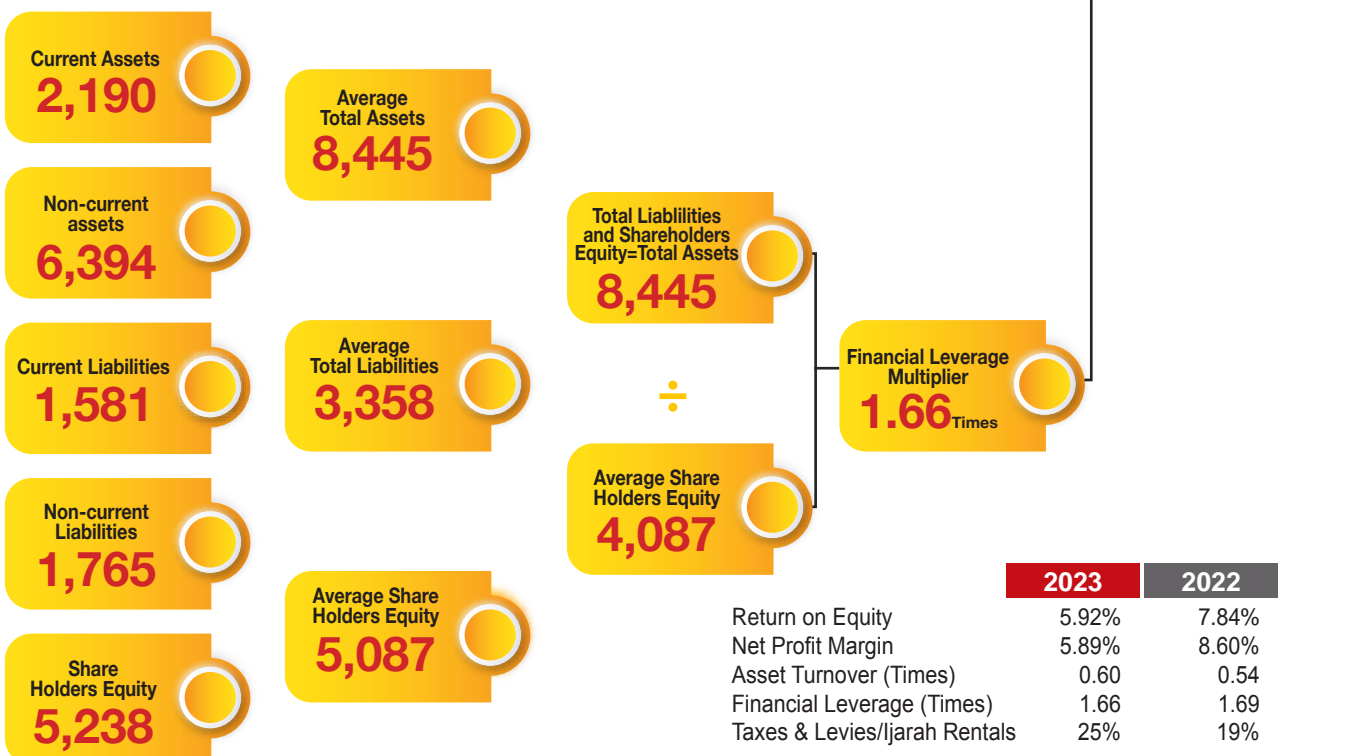 Current Assets
2,190
Non-current
assets
6,394
Current Liabilities
1,581
Non-current
Liabilities
1,765
Share
Holders Equity
5,238
Average
Total Assets
8,445
Average
Total Liabilities
3,358
Average Share
Holders Equity
5,087
Total Liablilities
and Shareholders
Equity=Total Assets
8,445
÷
Average Share
Holders Equity
4,087
Financial Leverage
Multiplier
1.66 Times
2023 2022
Return on Equity 5.92% 7.84%
Net Profit Margin 5.89% 8.60%
Asset Turnover (Times) 0.60 0.54
Financial Leverage (Times) 1.66 1.69
Taxes & Levies/Ijarah Rentals 25% 19%